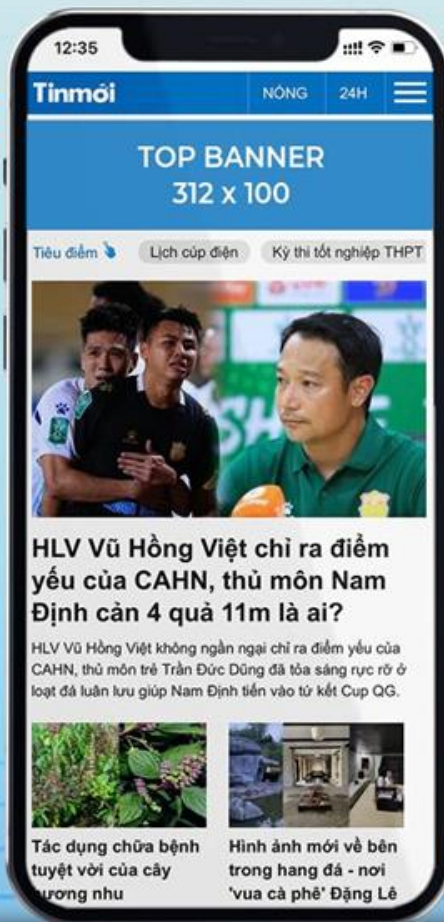 12:35
Tinmới
NÓNG
24H
TOP BANNER
312 x 100
Tiêu điểm
Lịch cúp điện
Kỳ thi tốt nghiệp THPT
HLV Vũ Hồng Việt chỉ ra điểm
yếu của CAHN, thủ môn Nam
Định cản 4 quả 11m là ai?
HLV Vũ Hồng Việt không ngần ngại chỉ ra điểm yếu của
CAHN, thủ môn trẻ Trần Đức Dũng đã tỏa sáng rực rỡ ở
loạt đá luân lưu giúp Nam Định tiến vào tứ kết Cup QG.
Tác dụng chữa bệnh
tuyệt vời của cây
hương nhu
Hình ảnh mới về bên
trong hang đá - nơi
'vua cà phê' Đặng Lê